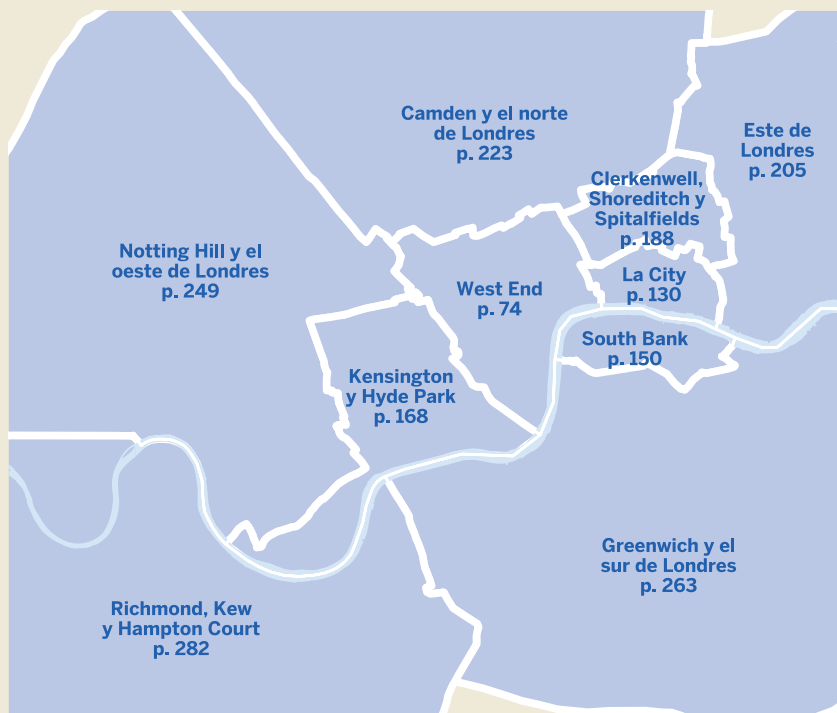 Camden y el norte
de Londres
p. 223
Este de
Londres
p. 205
Clerkenwell,
Shoreditch y
Spitalfields
p. 188
Notting Hill y el
oeste de Londres
p. 249
West End
p. 74
La City
p. 130
South Bank
p. 150
Kensington
y Hyde Park
p. 168
Greenwich y el
sur de Londres
p. 263
Richmond, Kew
y Hampton Court
p. 282